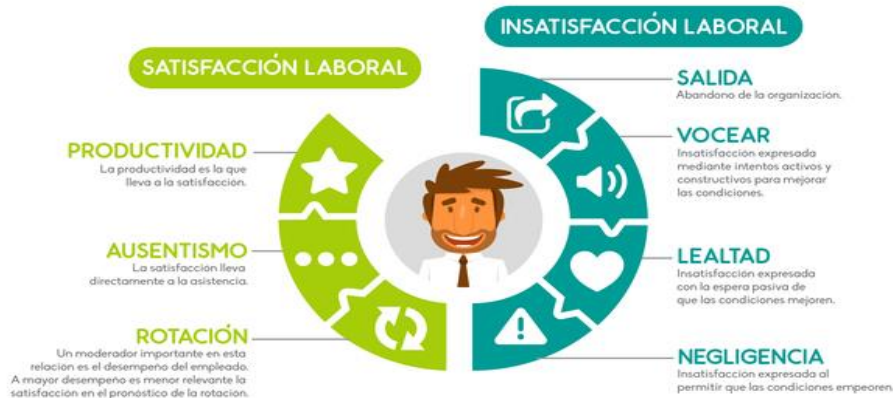 SATISFACCIÓN LABORAL
PRODUCTIVIDAD
La productividad es la que
lleva a la satisfacción.
AUSENTISMO
La satisfacción lleva
directamente a la asistencia.
ROTACIÓN
Un moderador importante en esta
relación es el desempeño del empleado.
A mayor desempeño es menor relevante la
satisfacción en el pronóstico de la rotación.
INSATISFACCIÓN LABORAL
SALIDA
Abandono de la organización.
VOCEAR
Insatisfacción expresada
mediante intentos activos y
constructivos para mejorar
las condiciones.
LEALTAD
Insatisfacción expresada
con la espera pasiva de
que las condiciones mejoren.
NEGLIGENCIA
Insatisfacción expresada al
permitir que las condiciones empeoren.